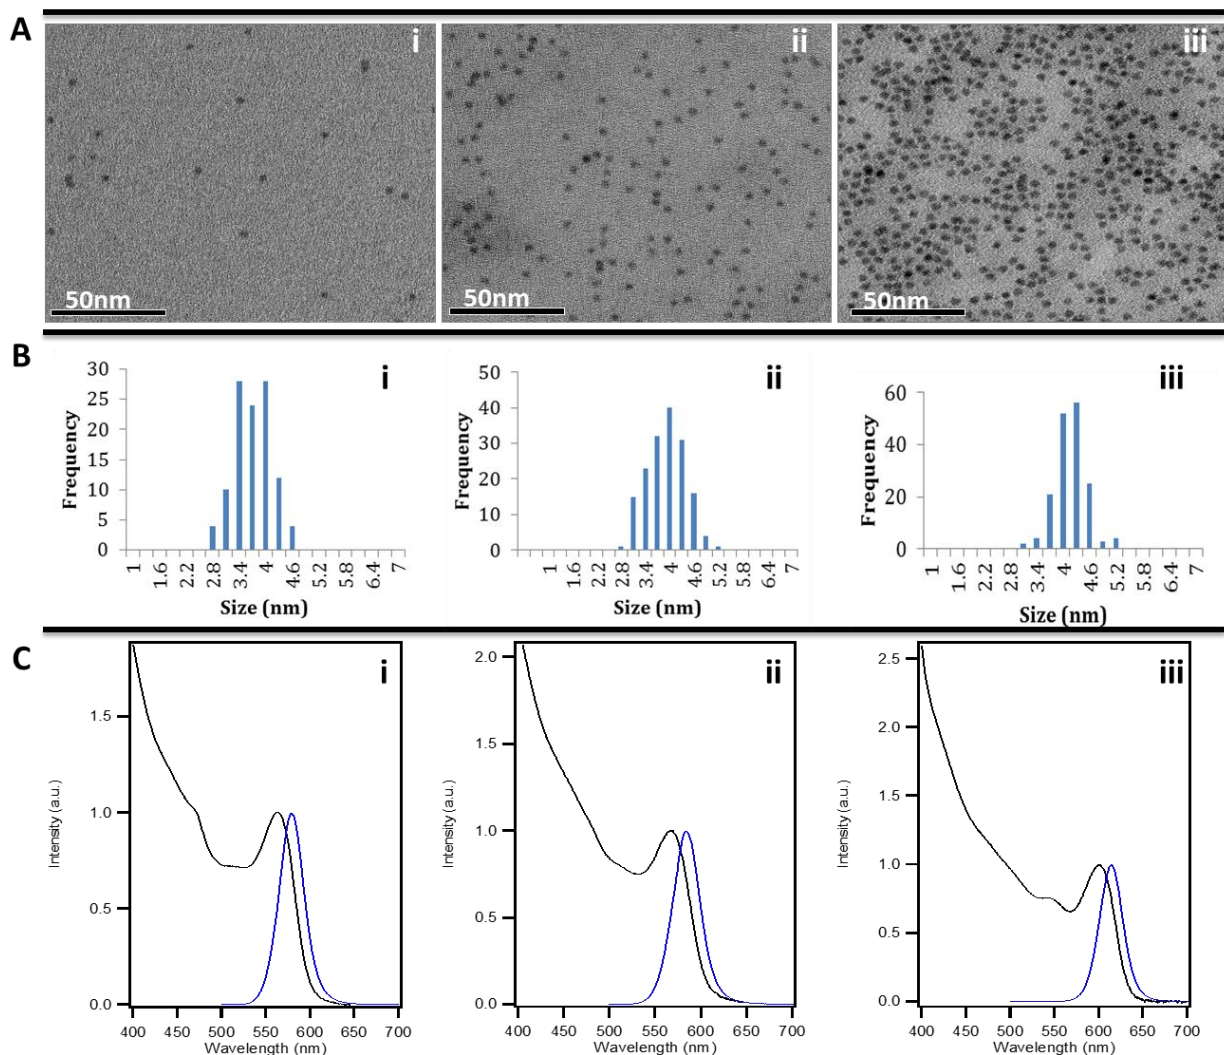 A
i
ii
iii
50nm
50nm
50nm
B
i
ii
iii
Frequency
30
25
20
15
10
5
0
1 1.6 2.2 2.8 3.4 4 4.6 5.2 5.8 6.4 7
Size (nm)
Frequency
50
40
30
20
10
0
1 1.6 2.2 2.8 3.4 4 4.6 5.2 5.8 6.4 7
Size (nm)
Frequency
60
40
20
0
1 1.6 2.2 2.8 3.4 4 4.6 5.2 5.8 6.4 7
Size (nm)
C
i
ii
iii
Intensity (a.u.)
1.5
1.0
0.5
0.0
400 450 500 550 600 650 700
Wavelength (nm)
Intensity (a.u.)
2.0
1.5
1.0
0.5
0.0
400 450 500 550 600 650 700
Wavelength (nm)
Intensity (a.u.)
2.5
2.0
1.5
1.0
0.5
0.0
400 450 500 550 600 650 700
Wavelength (nm)